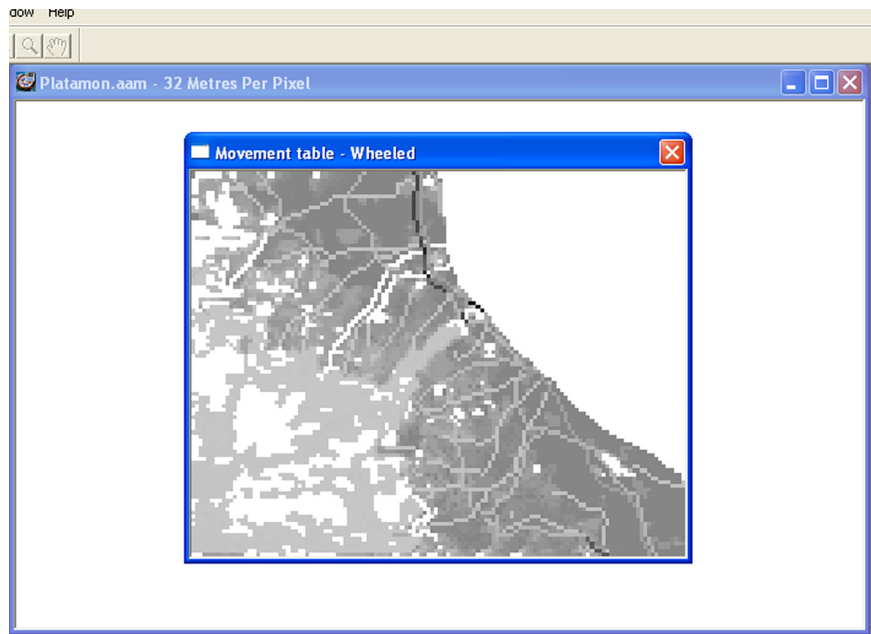 dow Help
Platamon.aam - 32 Metres Per Pixel
Movement table - Wheeled